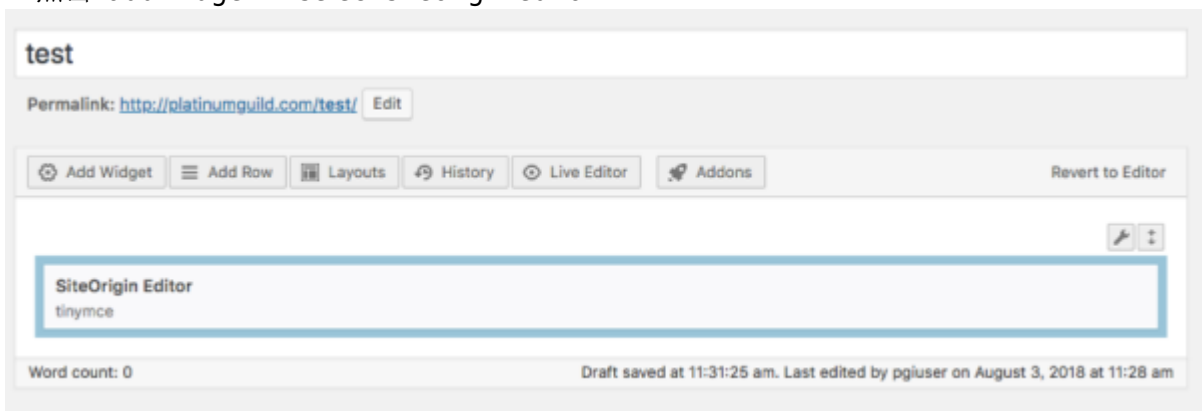 test
Permalink: http://platinumguild.com/test/ Edit
Add Widget Add Row Layouts History Live Editor Addons Revert to Editor
SiteOrigin Editor
tinymce
Word count: 0 Draft saved at 11:31:25 am. Last edited by pgiuser on August 3, 2018 at 11:28 am